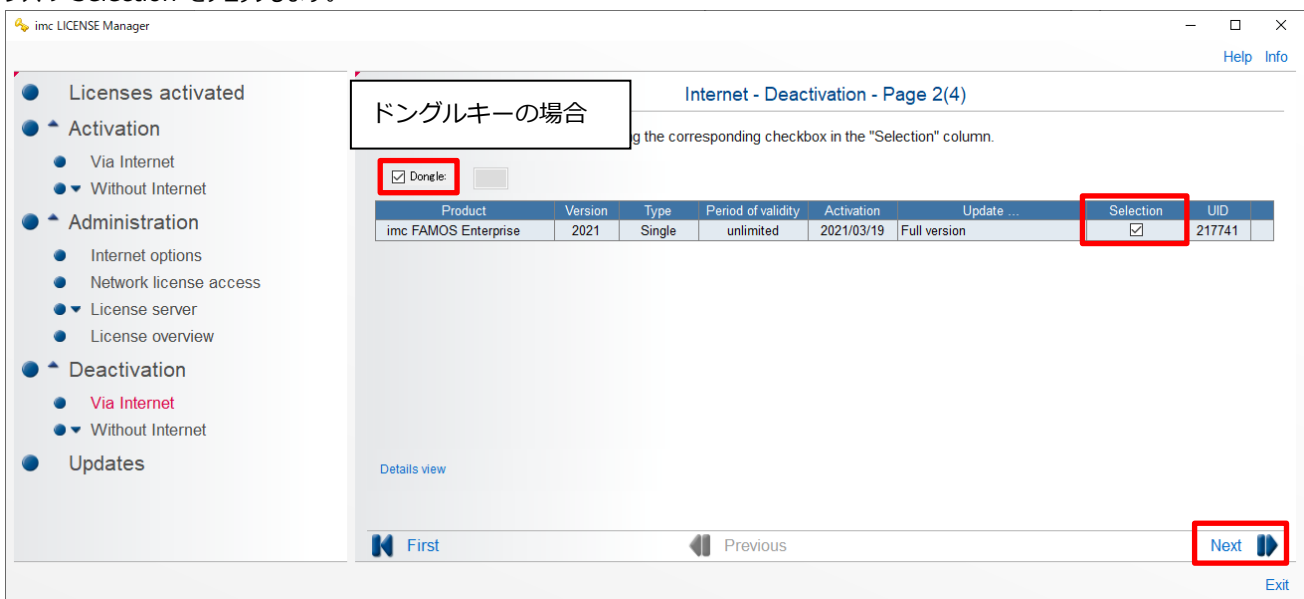 imc LICENSE Manager
Help Info
Licenses activated
Activation
Via Internet
Without Internet
Administration
Internet options
Network license access
License server
License overview
Deactivation
Via Internet
Without Internet
Updates
ドングルキーの場合
Internet - Deactivation - Page 2(4)
the corresponding checkbox in the "Selection" column.
Dongle:
Product Version Type Period of validity Activation Update ... Selection UID
imc FAMOS Enterprise 2021 Single unlimited 2021/03/19 Full version 217741
Details view
First Previous Next
Exit